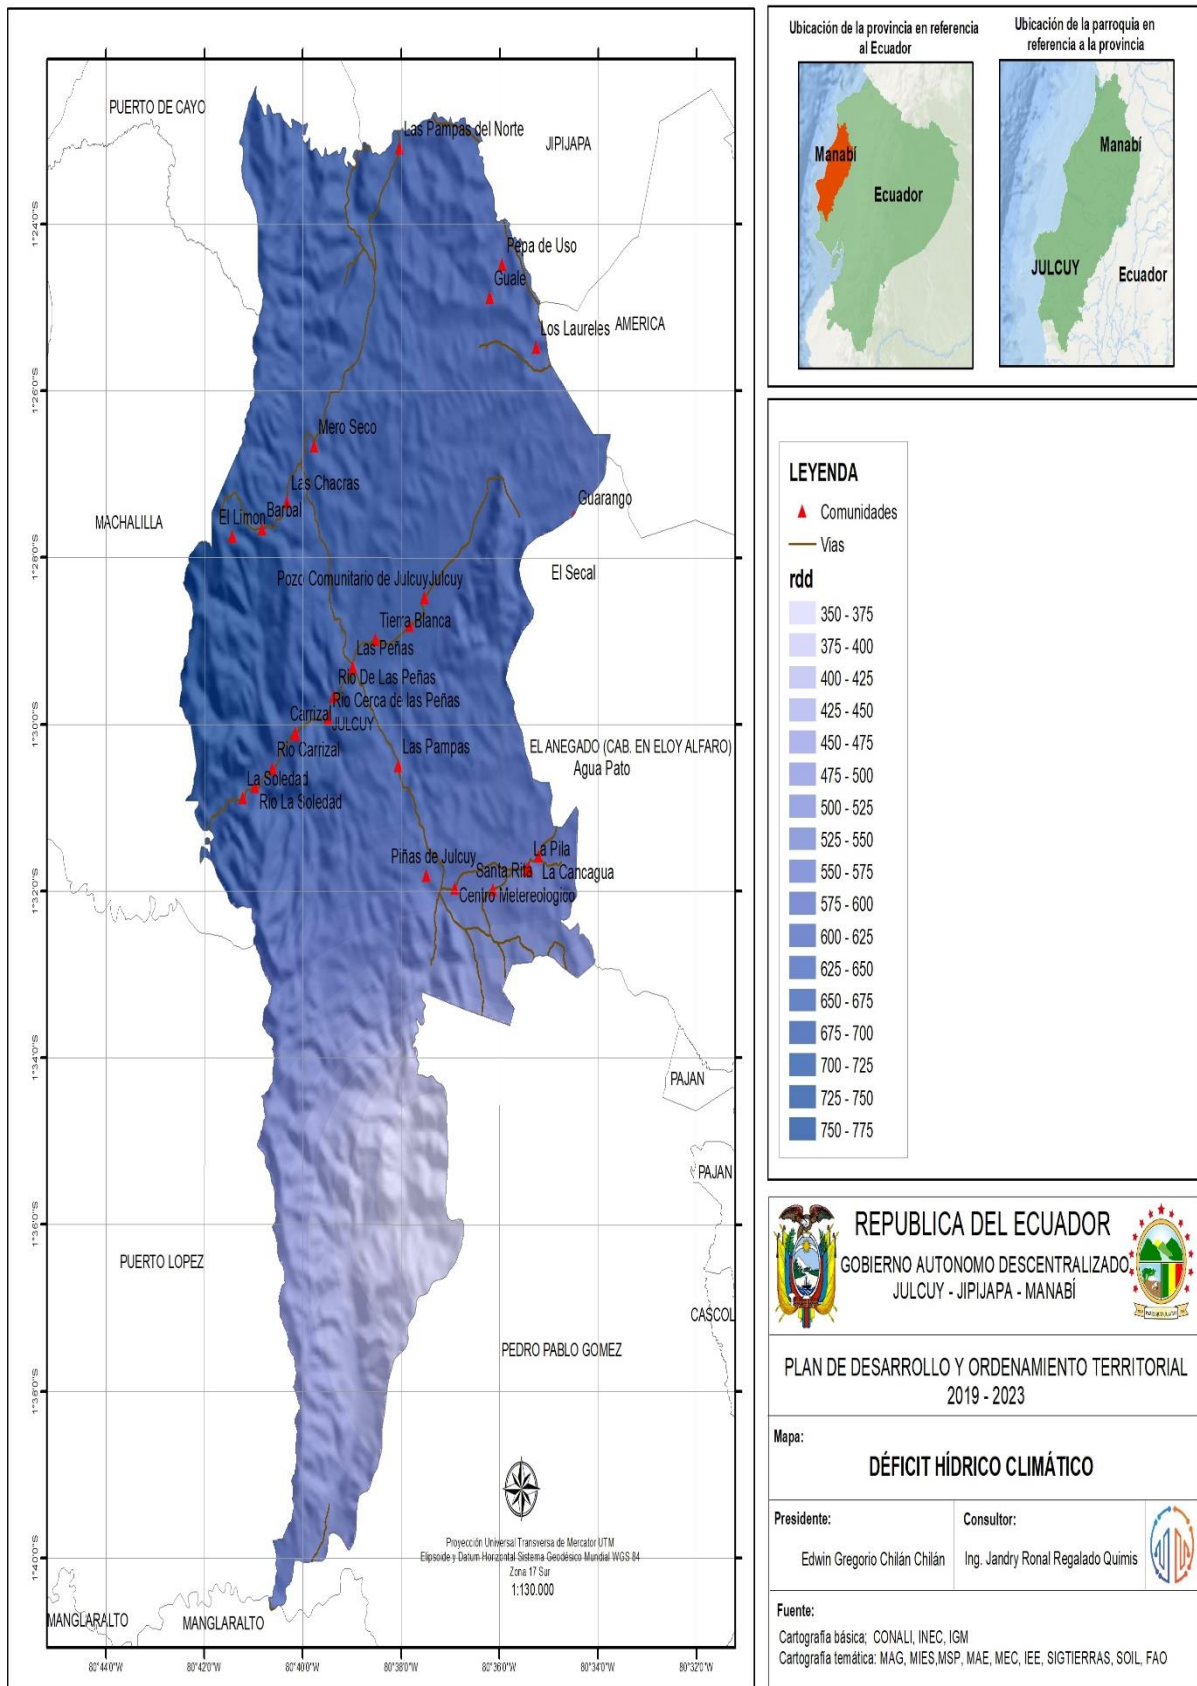 PUERTO DE CAYO
Las Pampas del Norte
JIPIJAPA
Pepa de Uso
Guale
Los Laureles
AMERICA
Mero Seco
Las Chacras
El Limon
Barbal
MACHALILLA
Guarango
El Secal
Pozo Comunitario de Julcuy
Julcuy
Tierra Blanca
Las Peñas
Rio De Las Peñas
Rio Cerca de las Peñas
Carrizal
JULCUY
Rio Carrizal
Las Pampas
EL ANEGADO (CAB. EN ELOY ALFARO)
Agua Pato
La Soledad
Rio La Soledad
Piñas de Julcuy
La Pila
Santa Rita
La Cancagua
Centro Metereologico
PAJAN
PAJAN
PUERTO LOPEZ
CASCOL
PEDRO PABLO GOMEZ
MANGLARALTO
MANGLARALTO
1°24'0"S
1°26'0"S
1°28'0"S
1°30'0"S
1°32'0"S
1°34'0"S
1°36'0"S
1°38'0"S
1°40'0"S
80°44'0"W
80°42'0"W
80°40'0"W
80°38'0"W
80°36'0"W
80°34'0"W
80°32'0"W
Proyección Universal Transversa de Mercator UTM
Elipsoide y Datum Horizontal Sistema Geodésico Mundial WGS 84
Zona 17 Sur
1:130.000
Ubicación de la provincia en referencia
al Ecuador
Manabí
Ecuador
Ubicación de la parroquia en
referencia a la provincia
Manabí
JULCUY
Ecuador
LEYENDA
Comunidades
Vias
rdd
350 - 375
375 - 400
400 - 425
425 - 450
450 - 475
475 - 500
500 - 525
525 - 550
550 - 575
575 - 600
600 - 625
625 - 650
650 - 675
675 - 700
700 - 725
725 - 750
750 - 775
REPUBLICA DEL ECUADOR
GOBIERNO AUTONOMO DESCENTRALIZADO
JULCUY - JIPIJAPA - MANABÍ
PLAN DE DESARROLLO Y ORDENAMIENTO TERRITORIAL
2019 - 2023
Mapa:
DÉFICIT HÍDRICO CLIMÁTICO
Presidente:
Edwin Gregorio Chilán Chilán
Consultor:
Ing. Jandry Ronal Regalado Quimis
Fuente:
Cartografía básica; CONALI, INEC, IGM
Cartografía temática: MAG, MIES,MSP, MAE, MEC, IEE, SIGTIERRAS, SOIL, FAO